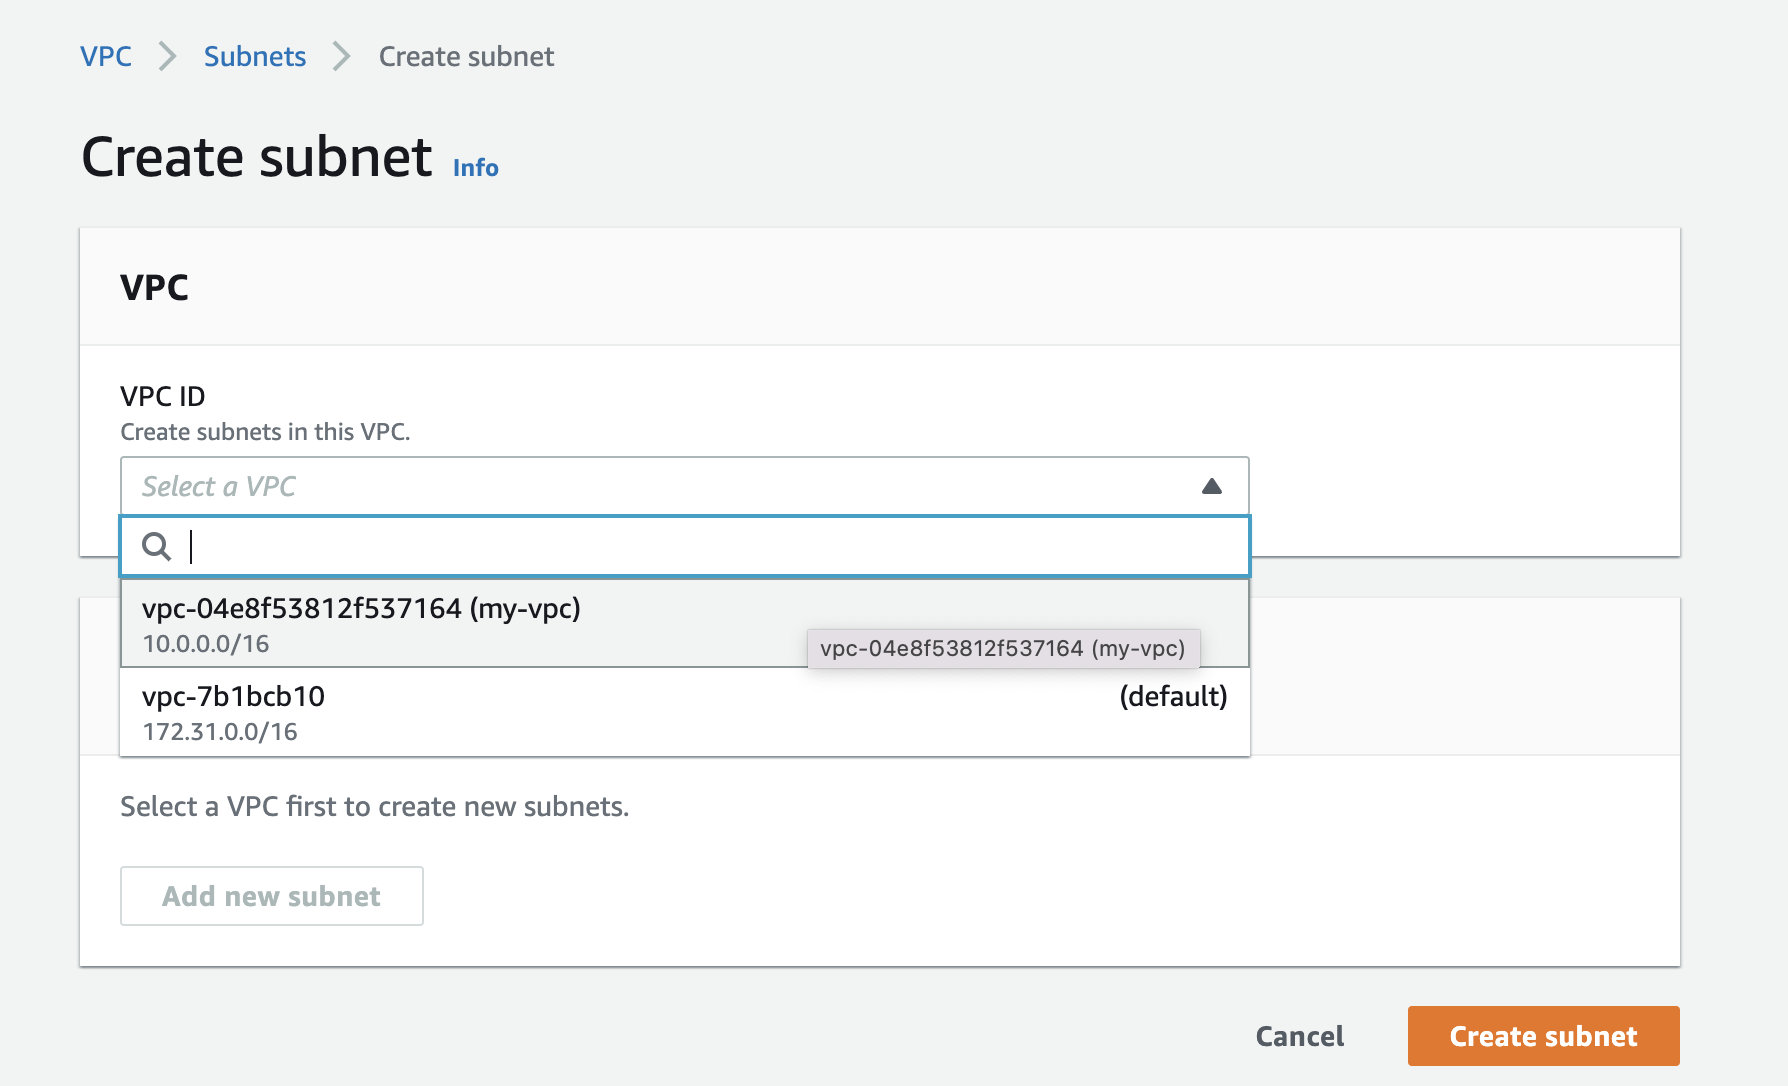 VPC Subnets Create subnet
Create subnet Info
VPC
VPC ID
Create subnets in this VPC.
Select a VPC
vpc-04e8f53812f537164 (my-vpc)
10.0.0.0/16
vpc-04e8f53812f537164 (my-vpc)
vpc-7b1bcb10 (default)
172.31.0.0/16
Select a VPC first to create new subnets.
Add new subnet
Cancel Create subnet